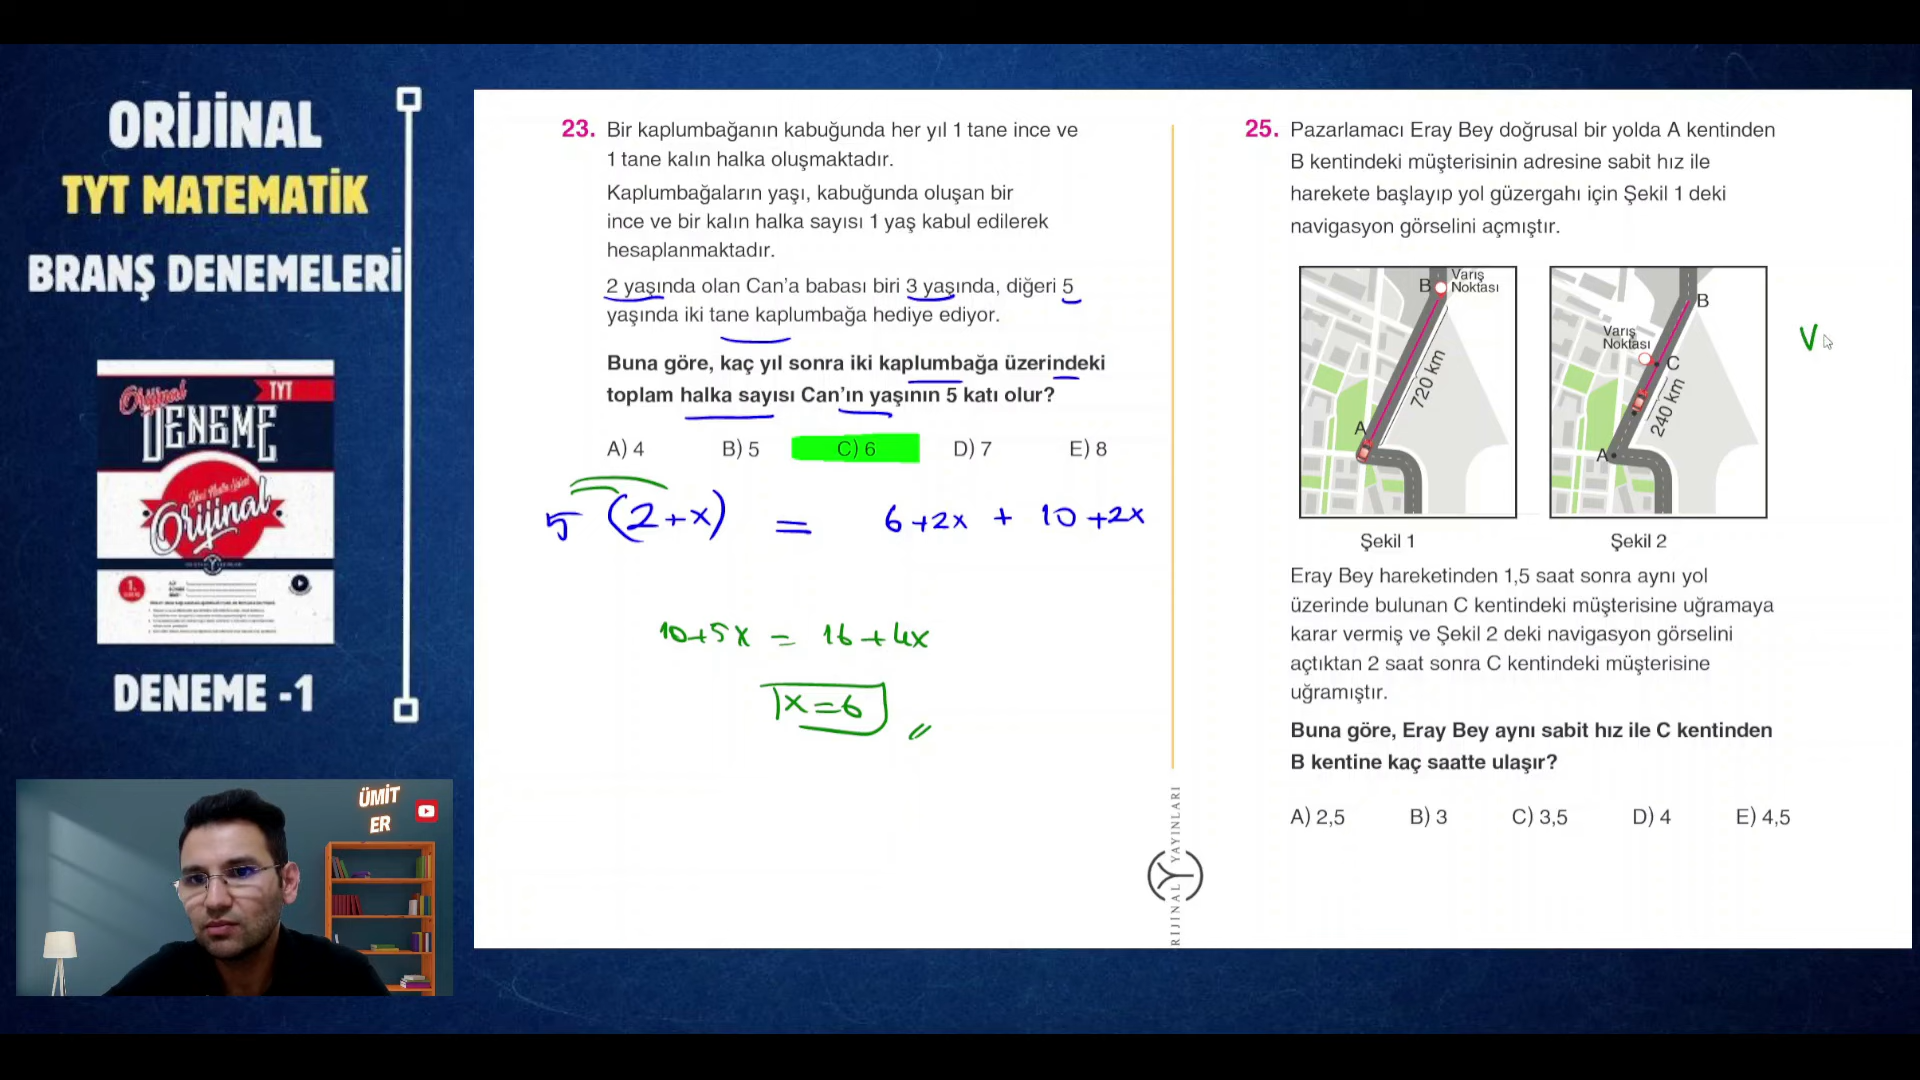 ORİJİNAL
TYT MATEMATİK
BRANŞ DENEMELERİ
Orijinal
TYT
DENEME
Orijinal
1.
DENEME -1
ÜMİT
ER
23. Bir kaplumbağanın kabuğunda her yıl 1 tane ince ve
1 tane kalın halka oluşmaktadır.
Kaplumbağaların yaşı, kabuğunda oluşan bir
ince ve bir kalın halka sayısı 1 yaş kabul edilerek
hesaplanmaktadır.
2 yaşında olan Can'a babası biri 3 yaşında, diğeri 5
yaşında iki tane kaplumbağa hediye ediyor.
Buna göre, kaç yıl sonra iki kaplumbağa üzerindeki
toplam halka sayısı Can'ın yaşının 5 katı olur?
A) 4 B) 5 C) 6 D) 7 E) 8
5 (2+x) = 6+2x + 10+2x
10+5x = 16+4x
x=6
RİJİNAL YAYINLARI
25. Pazarlamacı Eray Bey doğrusal bir yolda A kentinden
B kentindeki müşterisinin adresine sabit hız ile
harekete başlayıp yol güzergahı için Şekil 1 deki
navigasyon görselini açmıştır.
B Varış
Noktası
720 km
A
Şekil 1
B
Varış
Noktası
C
240 km
A
Şekil 2
V
Eray Bey hareketinden 1,5 saat sonra aynı yol
üzerinde bulunan C kentindeki müşterisine uğramaya
karar vermiş ve Şekil 2 deki navigasyon görselini
açtıktan 2 saat sonra C kentindeki müşterisine
uğramıştır.
Buna göre, Eray Bey aynı sabit hız ile C kentinden
B kentine kaç saatte ulaşır?
A) 2,5 B) 3 C) 3,5 D) 4 E) 4,5